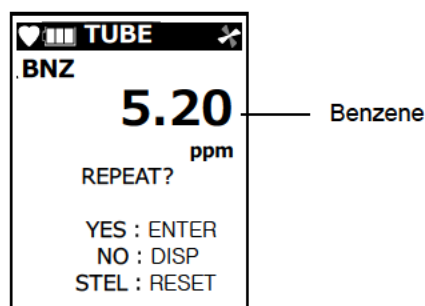 TUBE
BNZ
5.20
Benzene
ppm
REPEAT?
YES : ENTER
NO : DISP
STEL : RESET